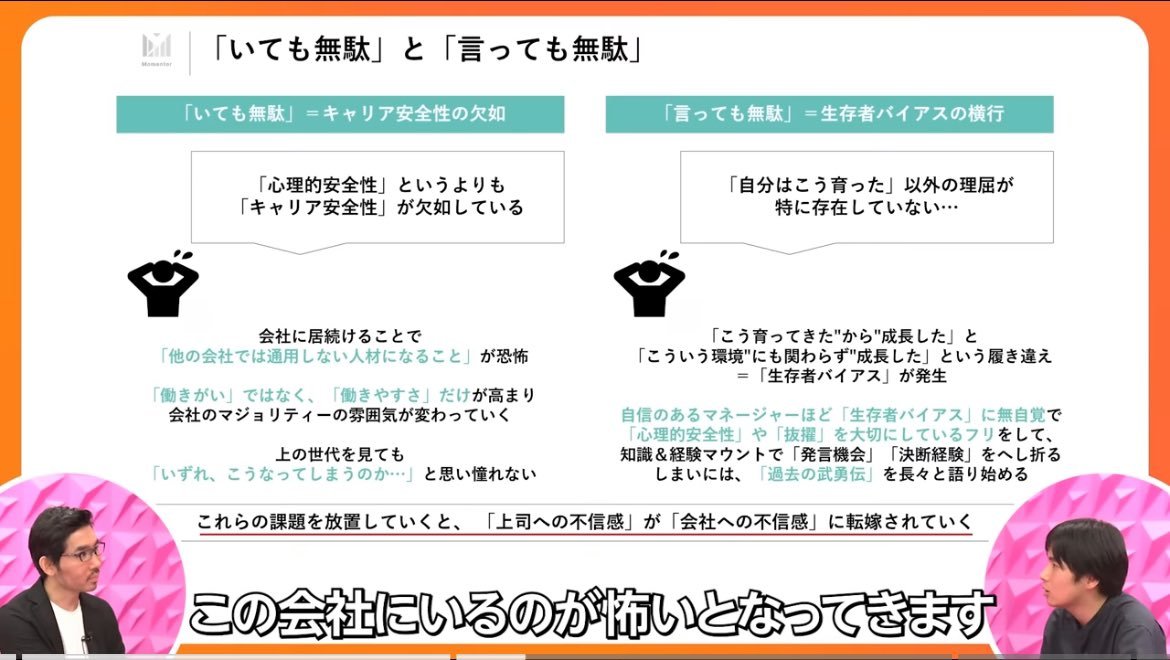 Momentor
「いても無駄」と「言っても無駄」
「いても無駄」＝キャリア安全性の欠如
「心理的安全性」というよりも
「キャリア安全性」が欠如している
会社に居続けることで
「他の会社では通用しない人材になること」が恐怖
「働きがい」ではなく、「働きやすさ」だけが高まり
会社のマジョリティーの雰囲気が変わっていく
上の世代を見ても
「いずれ、こうなってしまうのか…」と思い憧れない
「言っても無駄」＝生存者バイアスの横行
「自分はこう育った」以外の理屈が
特に存在していない…
「こう育ってきた"から"成長した」と
「こういう環境"にも関わらず"成長した」という履き違え
＝「生存者バイアス」が発生
自信のあるマネージャーほど「生存者バイアス」に無自覚で
「心理的安全性」や「抜擢」を大切にしているフリをして、
知識＆経験マウントで「発言機会」「決断経験」をへし折る
しまいには、「過去の武勇伝」を長々と語り始める
これらの課題を放置していくと、「上司への不信感」が「会社への不信感」に転嫁されていく
この会社にいるのが怖いとなってきます